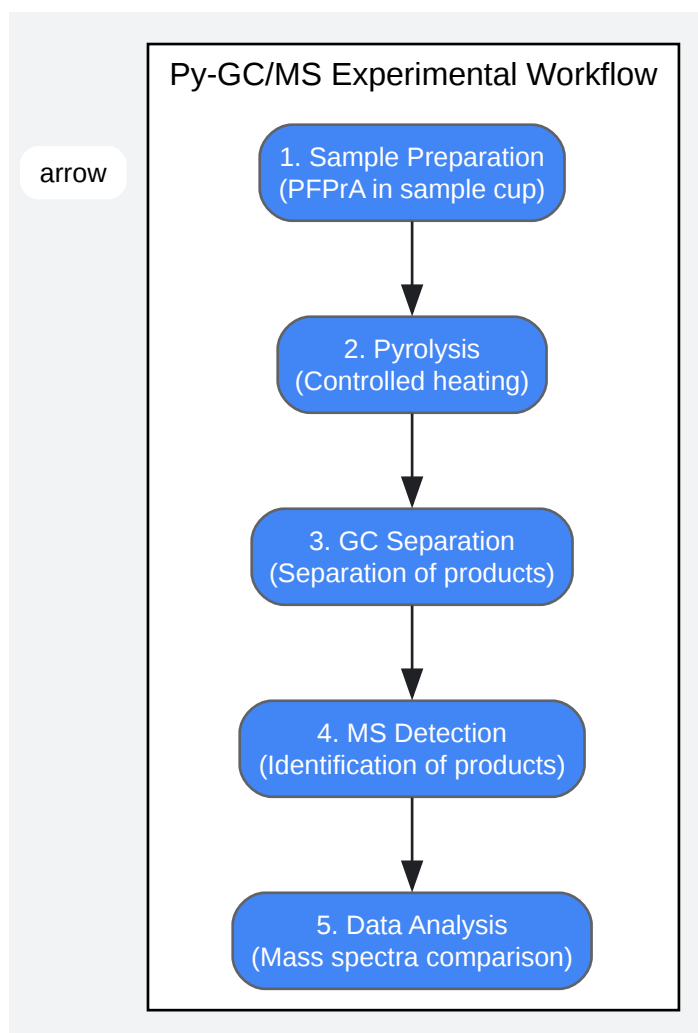 Py-GC/MS Experimental Workflow
arrow
1. Sample Preparation
(PFPrA in sample cup)
2. Pyrolysis
(Controlled heating)
3. GC Separation
(Separation of products)
4. MS Detection
(Identification of products)
5. Data Analysis
(Mass spectra comparison)